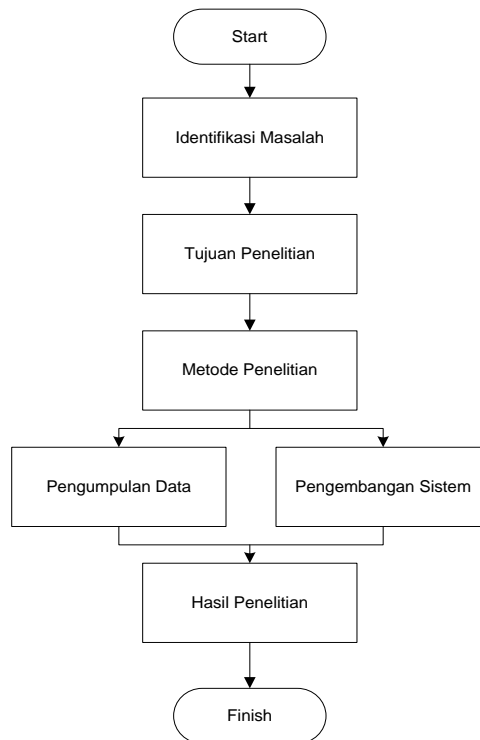 Start
Identifikasi Masalah
Tujuan Penelitian
Metode Penelitian
Pengumpulan Data
Pengembangan Sistem
Hasil Penelitian
Finish